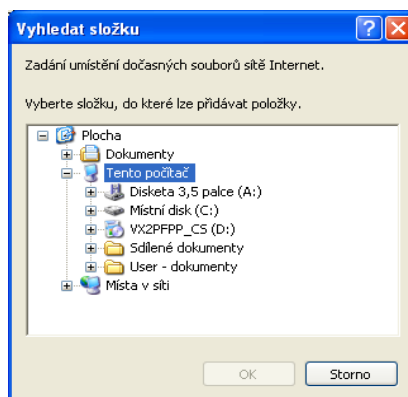 Vyhledat složku
Zadání umístění dočasných souborů sítě Internet.
Vyberte složku, do které lze přidávat položky.
Plocha
Dokumenty
Tento počítač
Disketa 3,5 palce (A:)
Místní disk (C:)
VX2PFPP_CS (D:)
Sdílené dokumenty
User - dokumenty
Místa v síti
OK
Storno